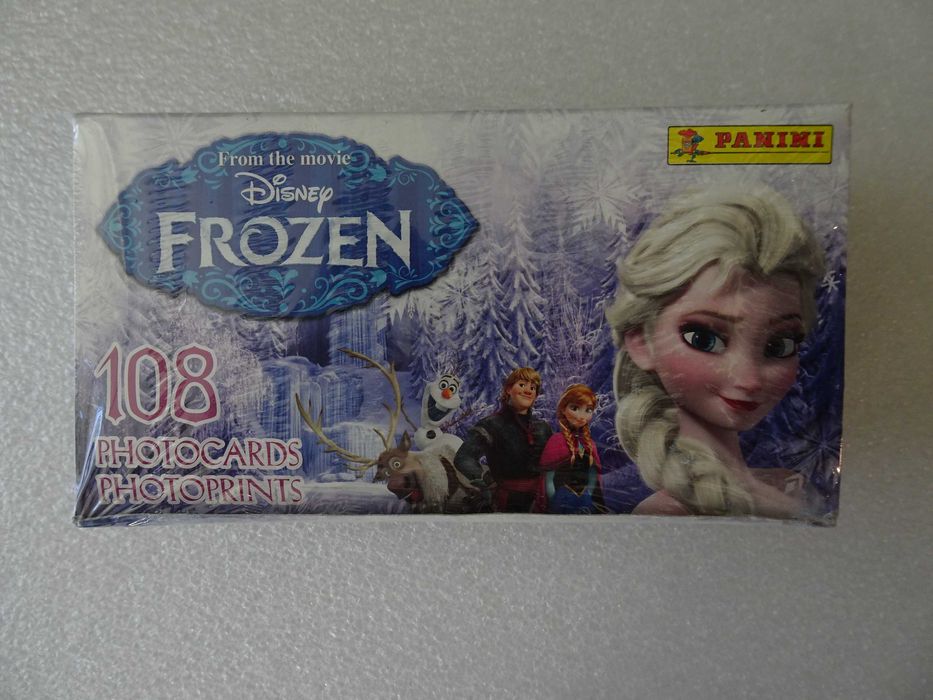 From the movie
Disney
FROZEN
PANINI
108
PHOTOCARDS
PHOTOPRINTS